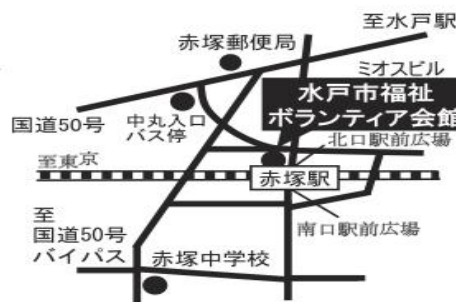 至水戸駅
赤塚郵便局
ミオスビル
水戸市福祉
ボランティア会館
国道50号
中丸入口
バス停
北口駅前広場
至東京
赤塚駅
至
国道50号
バイパス
南口駅前広場
赤塚中学校